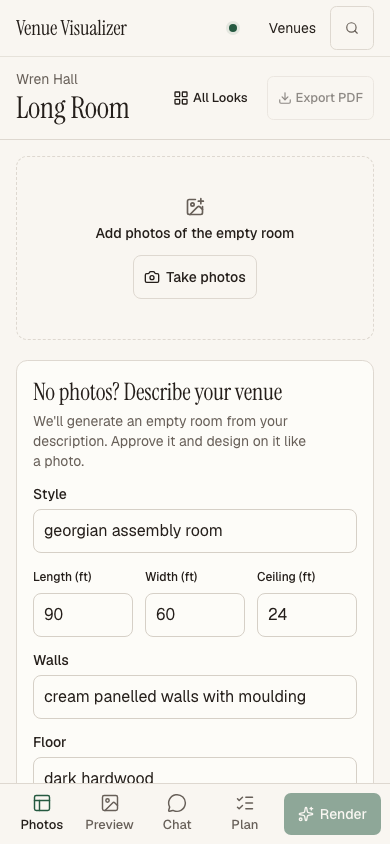 Venue Visualizer
Venues
Wren Hall
Long Room
All Looks
Export PDF
Add photos of the empty room
Take photos
No photos? Describe your venue
We'll generate an empty room from your
description. Approve it and design on it like
a photo.
Style
georgian assembly room
Length (ft) Width (ft) Ceiling (ft)
90 60 24
Walls
cream panelled walls with moulding
Floor
dark hardwood
Photos Preview Chat Plan Render